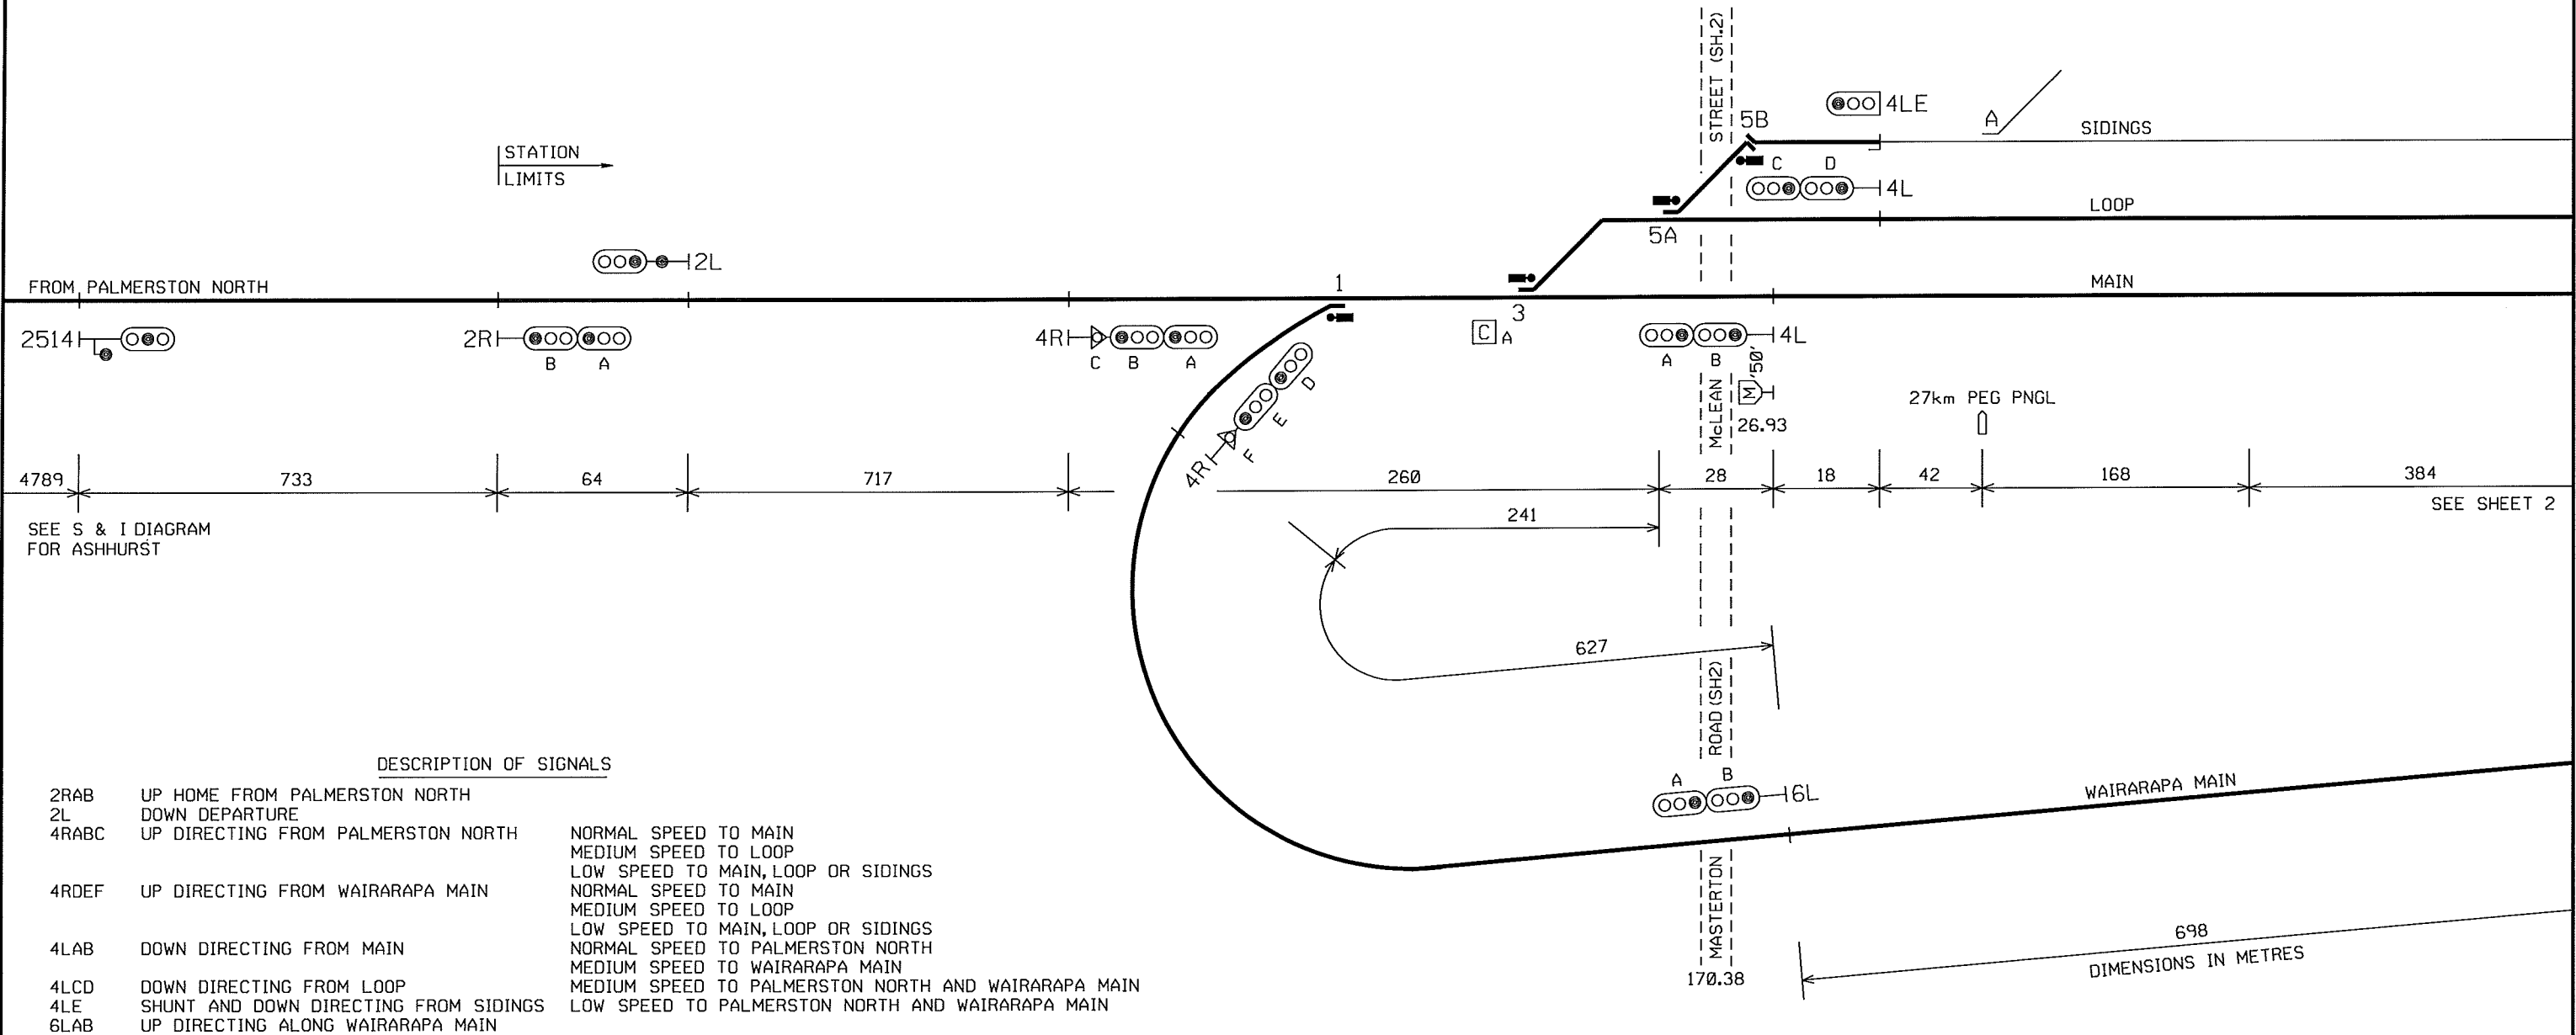 STREET (SH.2)
4LE
5B
A
SIDINGS
STATION
LIMITS
C D
4L
LOOP
5A
2L
FROM PALMERSTON NORTH
1
MAIN
3
2514
2R
B A
4R
C B A
C A
4L
A B
'50'
M
D
E
F
4R
McLEAN
26.93
27km PEG PNGL
4789
733
64
717
260
28
18
42
168
384
SEE SHEET 2
SEE S & I DIAGRAM
FOR ASHHURST
241
627
ROAD (SH2)
A B
6L
WAIRARAPA MAIN
MASTERTON
170.38
698
DIMENSIONS IN METRES
DESCRIPTION OF SIGNALS
2RAB UP HOME FROM PALMERSTON NORTH
2L DOWN DEPARTURE
4RABC UP DIRECTING FROM PALMERSTON NORTH NORMAL SPEED TO MAIN
MEDIUM SPEED TO LOOP
LOW SPEED TO MAIN, LOOP OR SIDINGS
4RDEF UP DIRECTING FROM WAIRARAPA MAIN NORMAL SPEED TO MAIN
MEDIUM SPEED TO LOOP
LOW SPEED TO MAIN, LOOP OR SIDINGS
4LAB DOWN DIRECTING FROM MAIN NORMAL SPEED TO PALMERSTON NORTH
MEDIUM SPEED TO WAIRARAPA MAIN
4LCD DOWN DIRECTING FROM LOOP MEDIUM SPEED TO PALMERSTON NORTH AND WAIRARAPA MAIN
4LE SHUNT AND DOWN DIRECTING FROM SIDINGS LOW SPEED TO PALMERSTON NORTH AND WAIRARAPA MAIN
6LAB UP DIRECTING ALONG WAIRARAPA MAIN